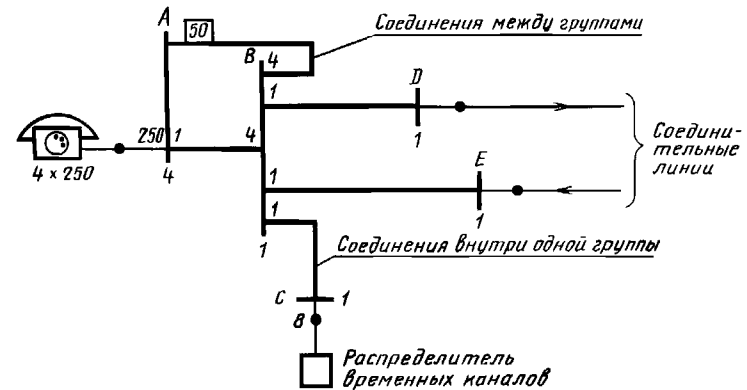 A
50
Соединения между группами
B 4
1
D
1
250 1
4
4
4 × 250
Соедини-
тельные
линии
E
1
1
1
1
Соединения внутри одной группы
C 1
8
Распределитель
временных каналов